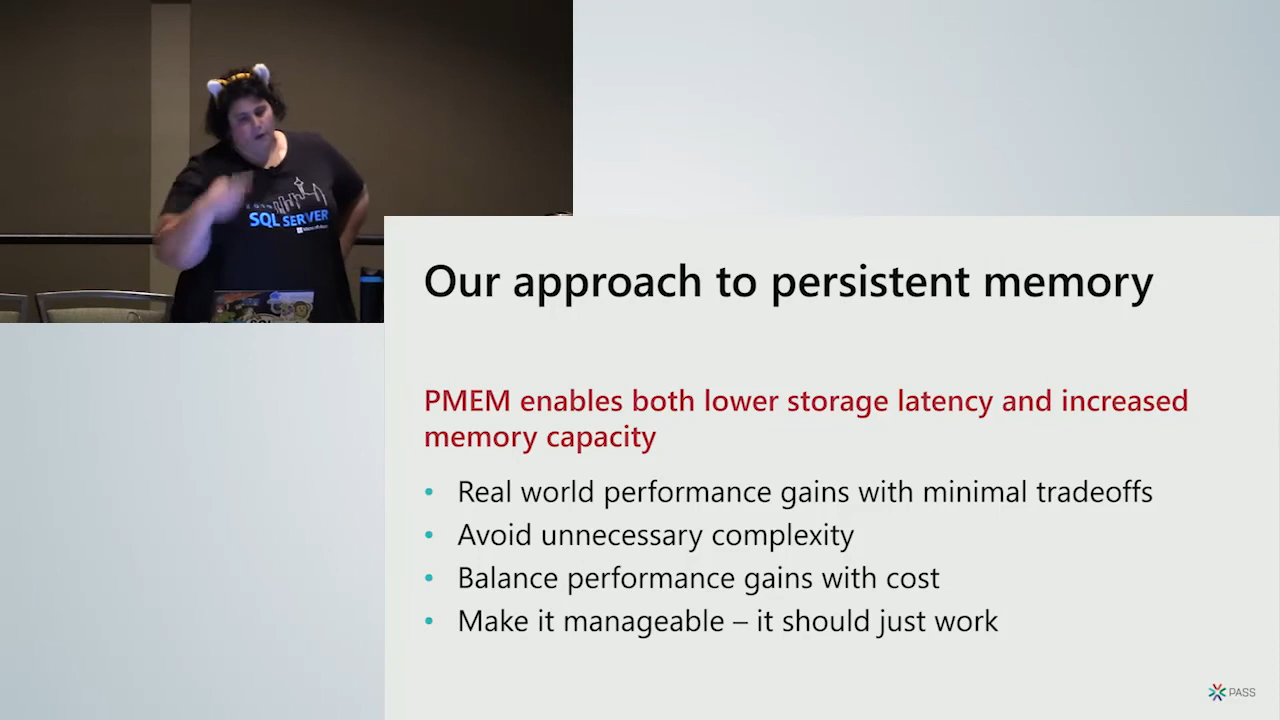 SQL SERVER
Our approach to persistent memory
PMEM enables both lower storage latency and increased
memory capacity
• Real world performance gains with minimal tradeoffs
• Avoid unnecessary complexity
• Balance performance gains with cost
• Make it manageable – it should just work
PASS